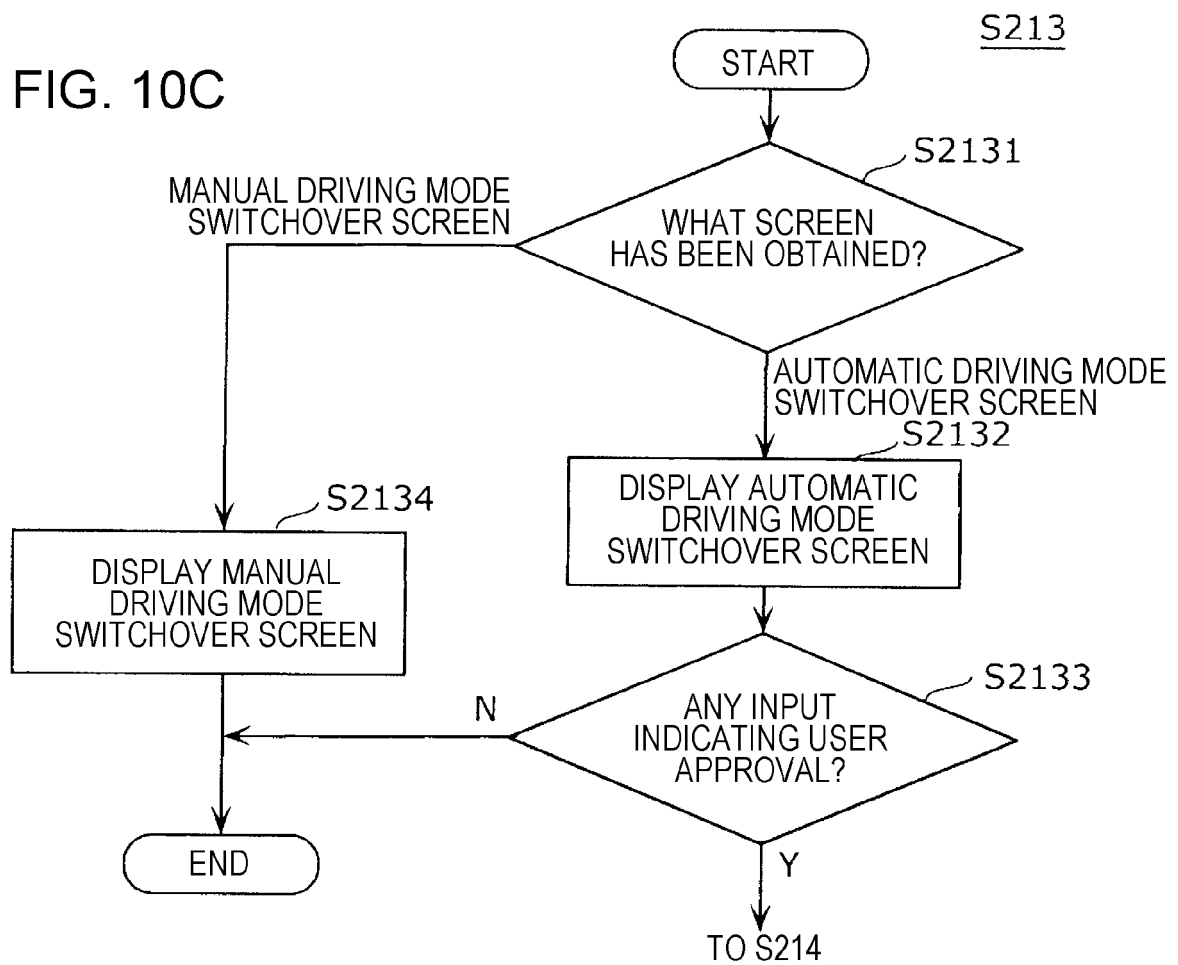 S213
FIG. 10C
START
S2131
MANUAL DRIVING MODE
SWITCHOVER SCREEN
WHAT SCREEN
HAS BEEN OBTAINED?
AUTOMATIC DRIVING MODE
SWITCHOVER SCREEN
S2132
DISPLAY AUTOMATIC
DRIVING MODE
SWITCHOVER SCREEN
S2134
DISPLAY MANUAL
DRIVING MODE
SWITCHOVER SCREEN
S2133
N
ANY INPUT
INDICATING USER
APPROVAL?
END
Y
TO S214